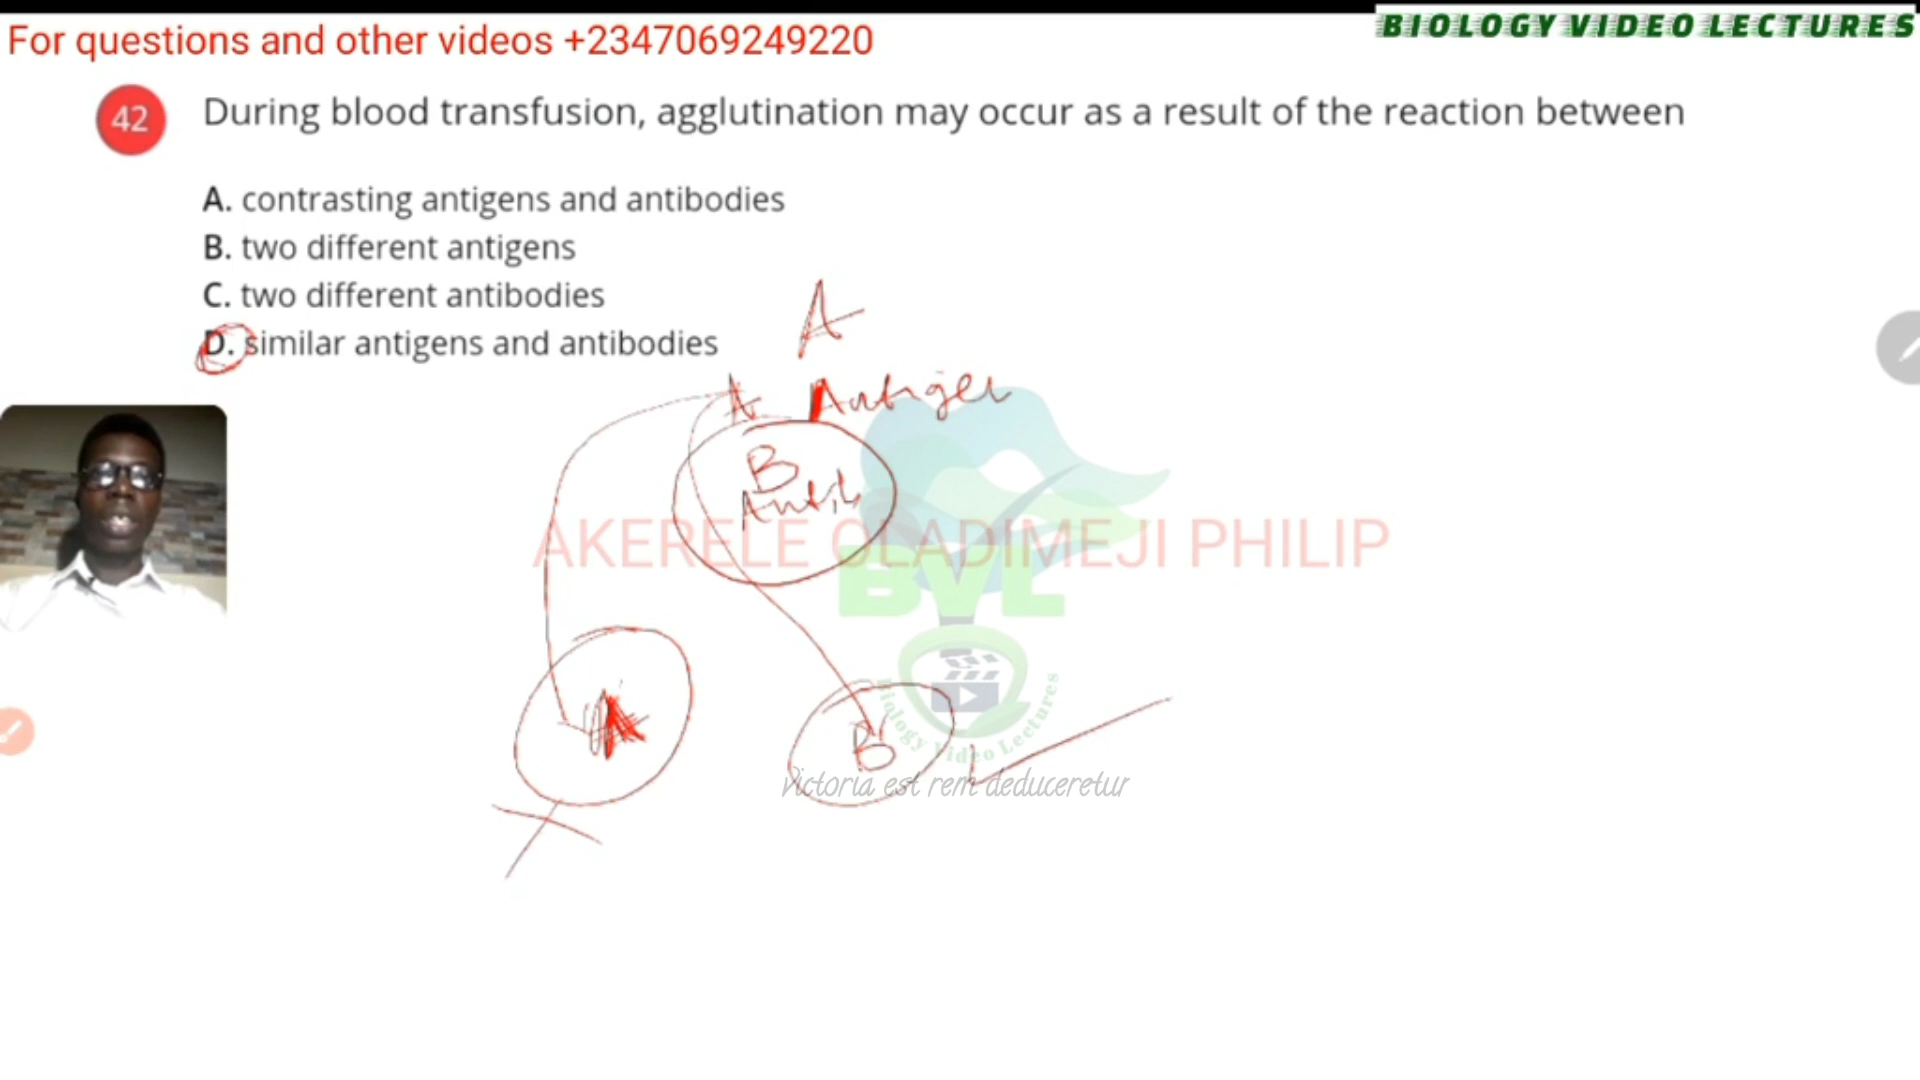 BIOLOGY VIDEO LECTURES
For questions and other videos +2347069249220
42 During blood transfusion, agglutination may occur as a result of the reaction between
A. contrasting antigens and antibodies
B. two different antigens
C. two different antibodies
D. similar antigens and antibodies
A
A Antigen
B
Antib
AKERELE OLADIMEJI PHILIP
BVL
A
B
Biology Video Lectures
Victoria est rem deduceretur